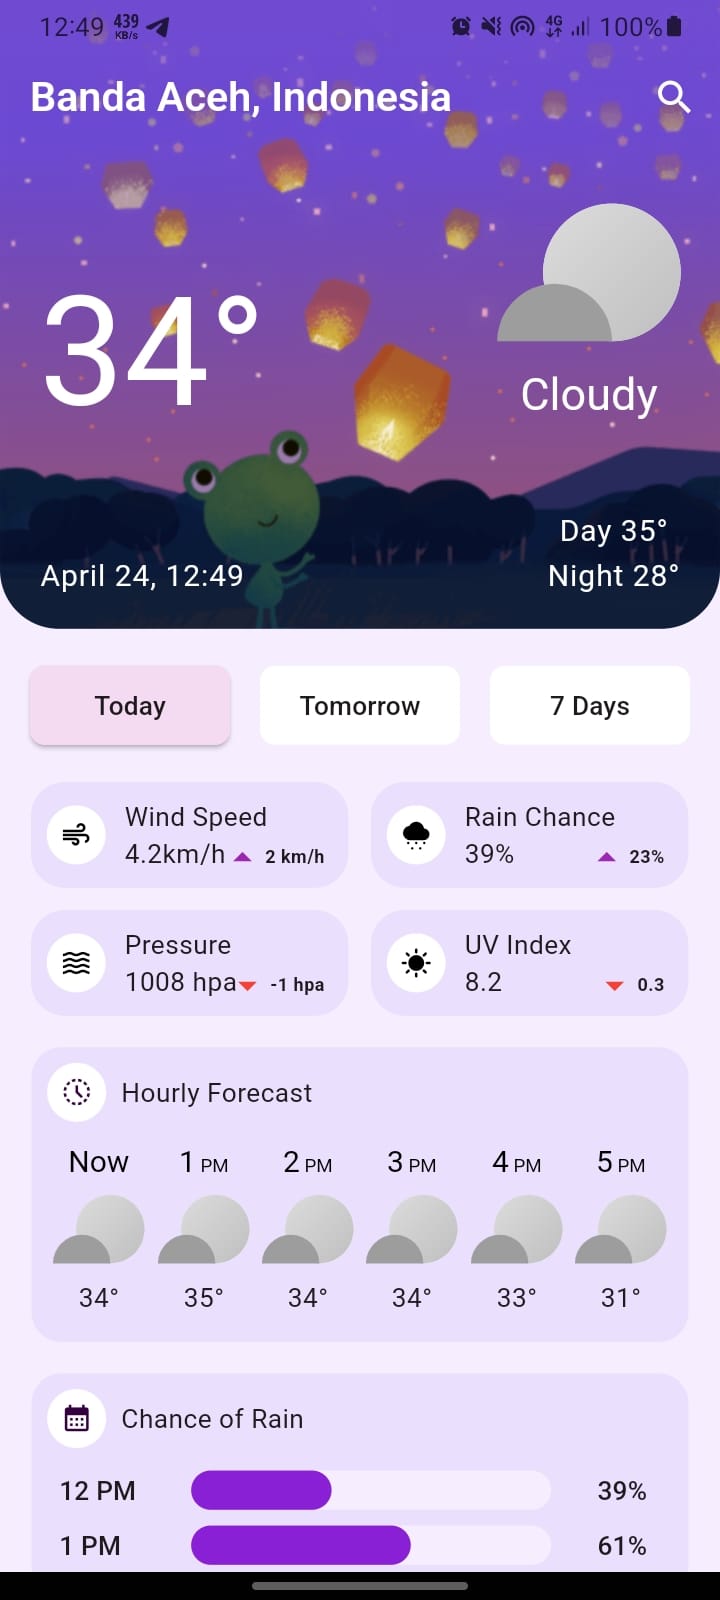 12:49 439 KB/s 4G 100%
Banda Aceh, Indonesia
34°
Cloudy
Day 35°
April 24, 12:49 Night 28°
Today Tomorrow 7 Days
Wind Speed
4.2km/h 2 km/h
Rain Chance
39% 23%
Pressure
1008 hpa -1 hpa
UV Index
8.2 0.3
Hourly Forecast
Now 1 PM 2 PM 3 PM 4 PM 5 PM
34° 35° 34° 34° 33° 31°
Chance of Rain
12 PM 39%
1 PM 61%